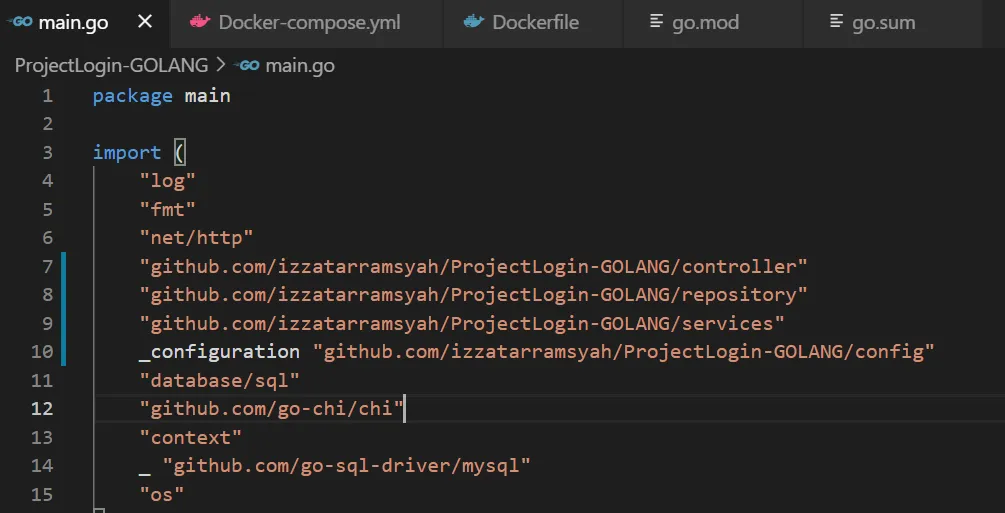 GO main.go × Docker-compose.yml Dockerfile go.mod go.sum
ProjectLogin-GOLANG > GO main.go
1 package main
2
3 import (
4 "log"
5 "fmt"
6 "net/http"
7 "github.com/izzatarramsyah/ProjectLogin-GOLANG/controller"
8 "github.com/izzatarramsyah/ProjectLogin-GOLANG/repository"
9 "github.com/izzatarramsyah/ProjectLogin-GOLANG/services"
10 _configuration "github.com/izzatarramsyah/ProjectLogin-GOLANG/config"
11 "database/sql"
12 "github.com/go-chi/chi"
13 "context"
14 _ "github.com/go-sql-driver/mysql"
15 "os"